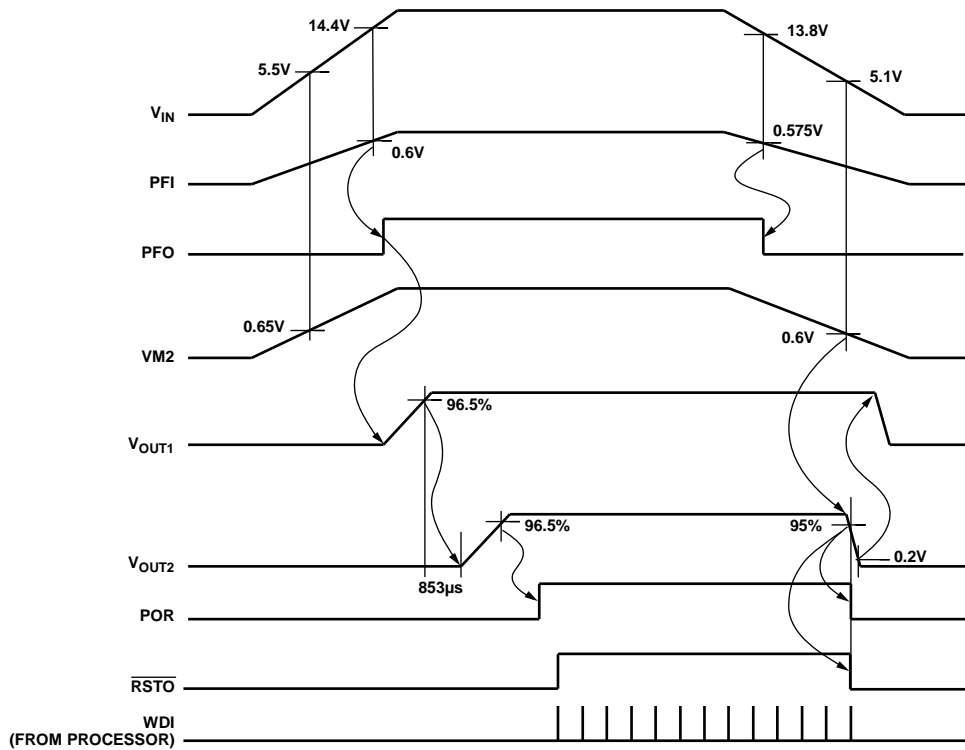 14.4V
13.8V
5.5V
5.1V
VIN
0.6V
0.575V
PFI
PFO
0.65V
0.6V
VM2
96.5%
VOUT1
96.5%
95%
VOUT2
0.2V
853µs
POR
RSTO
WDI
(FROM PROCESSOR)